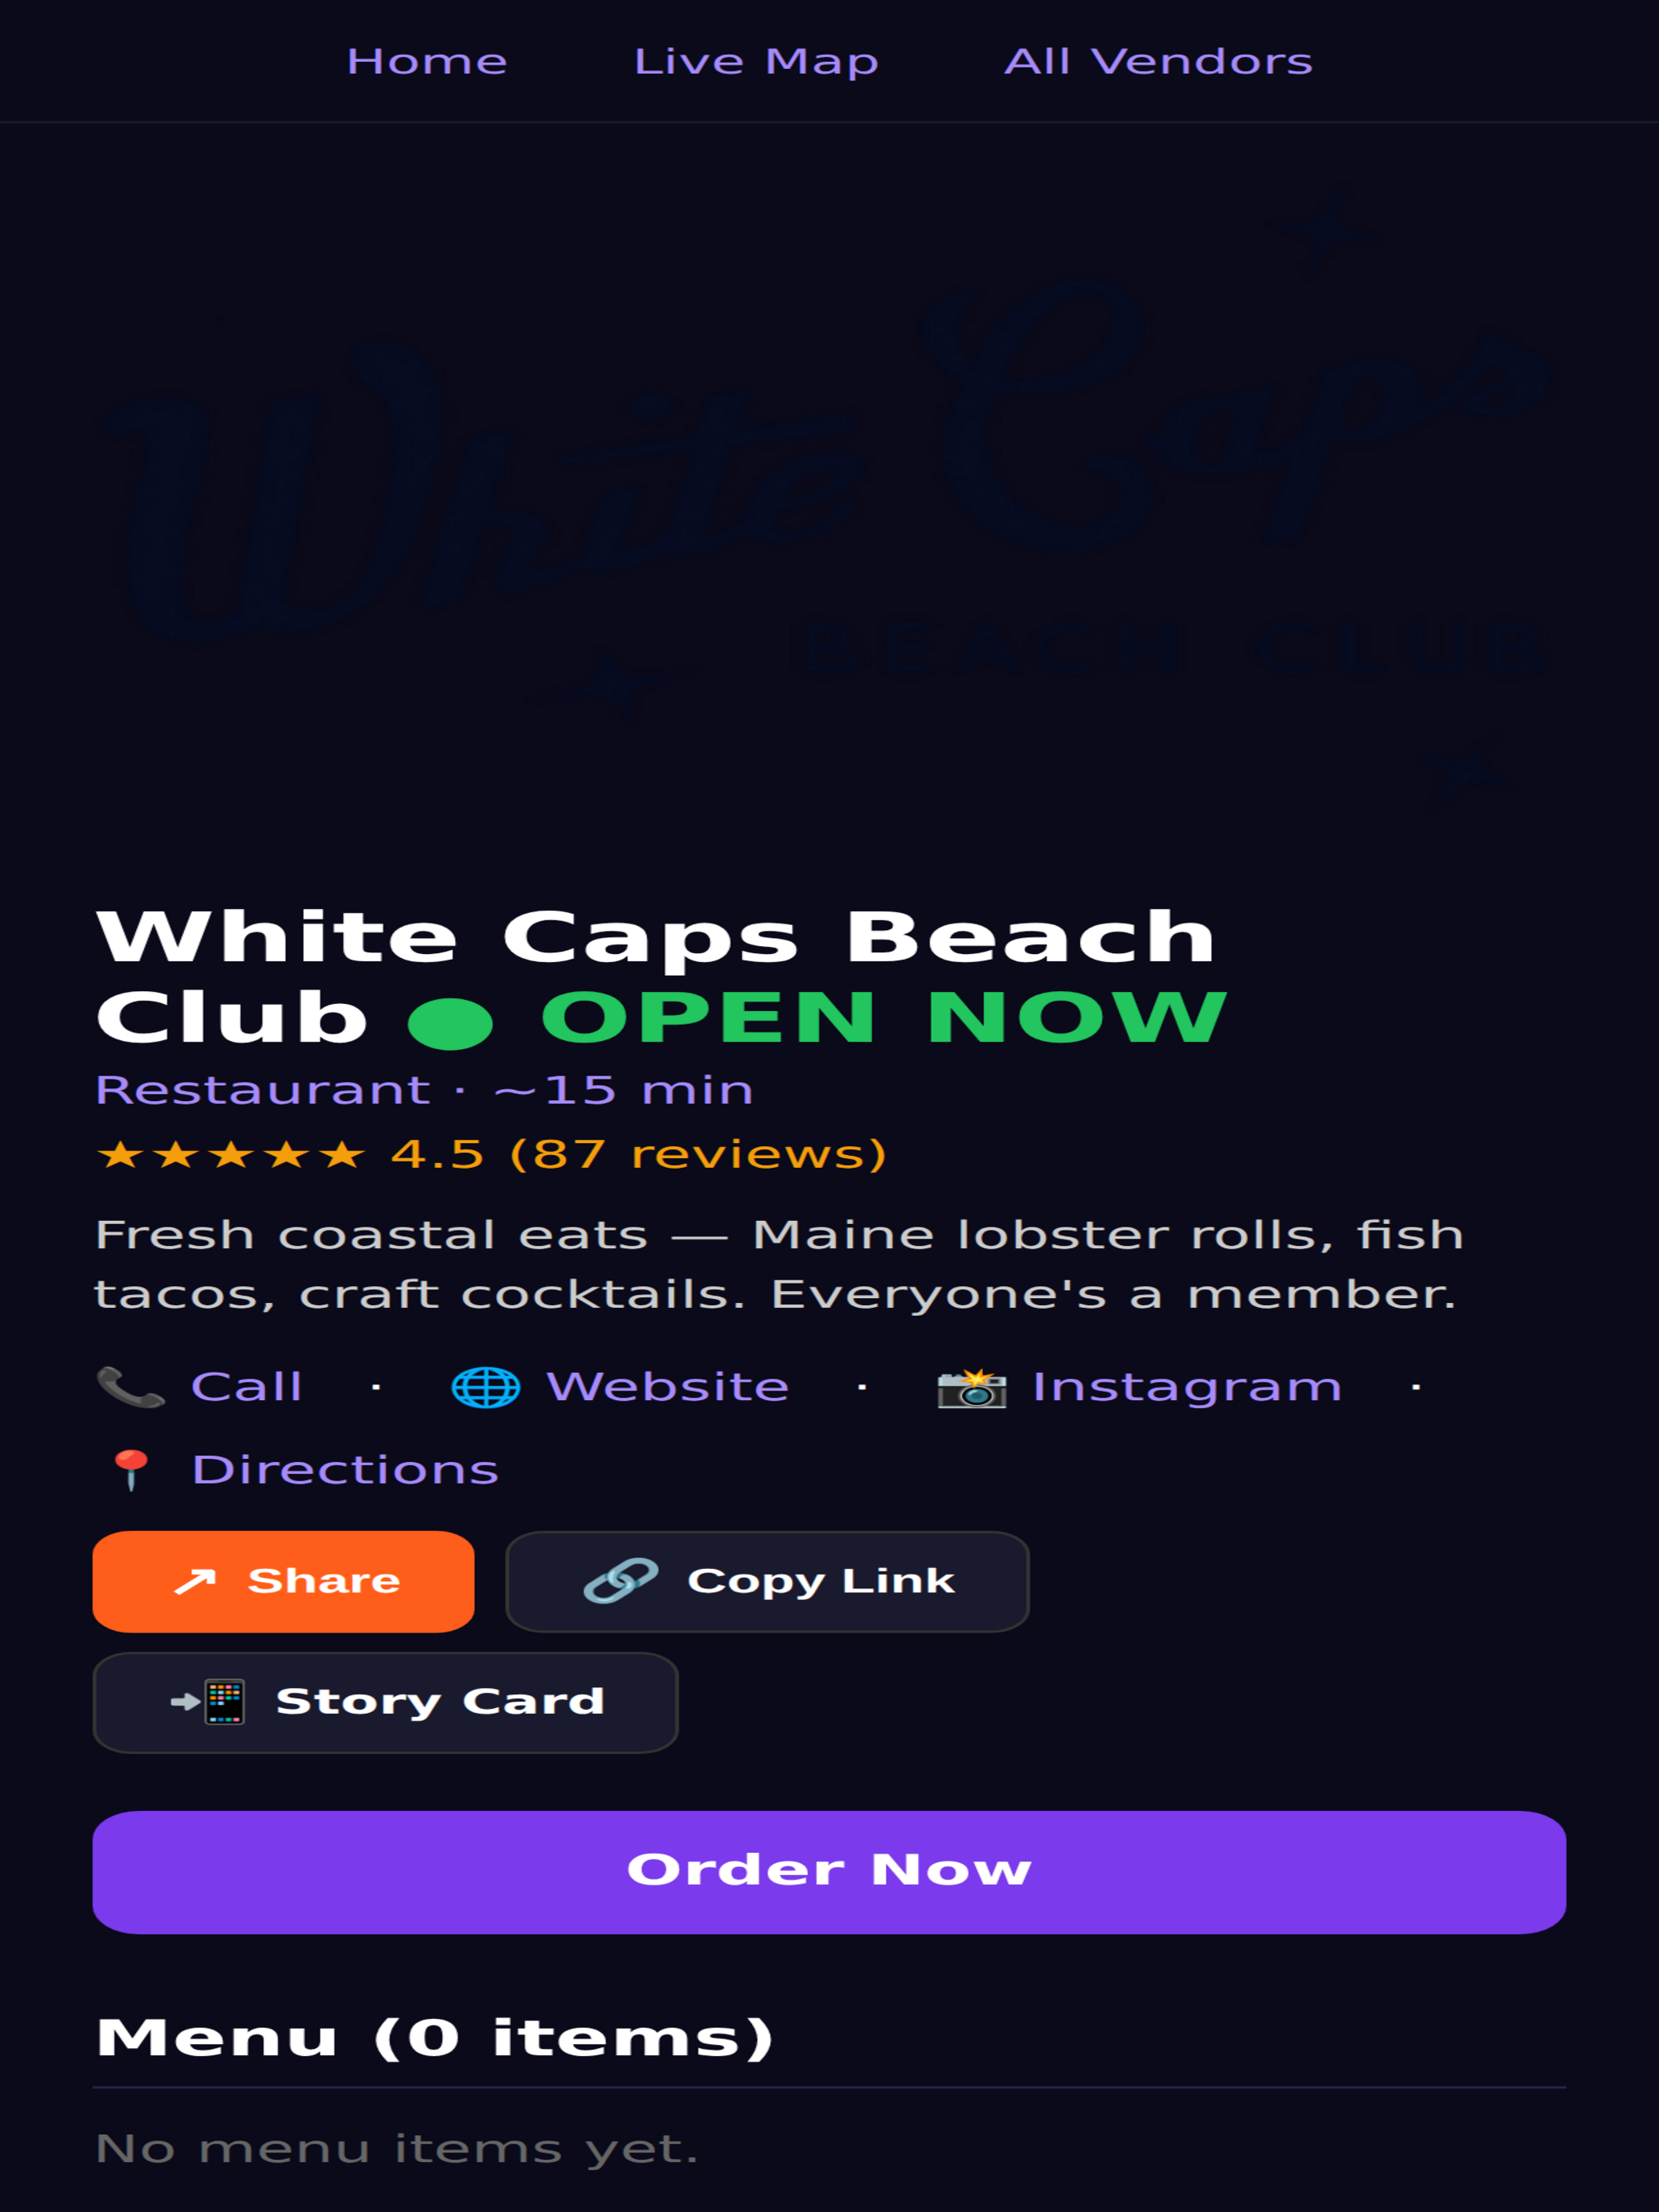 Home Live Map All Vendors
White Caps
BEACH CLUB
White Caps Beach
Club ● OPEN NOW
Restaurant · ~15 min
★★★★★ 4.5 (87 reviews)
Fresh coastal eats — Maine lobster rolls, fish
tacos, craft cocktails. Everyone's a member.
📞 Call · 🌐 Website · 📸 Instagram ·
📍 Directions
↗ Share 🔗 Copy Link
📲 Story Card
Order Now
Menu (0 items)
No menu items yet.